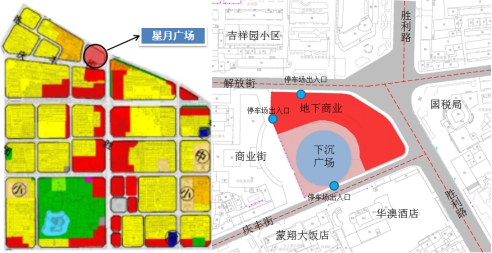 星月广场
吉祥园小区
胜利路
停车场出入口
解放街
停车场出入口
地下商业
国税局
商业街
下沉
广场
停车场出入口
胜利路
庆丰街
华澳酒店
蒙翔大饭店